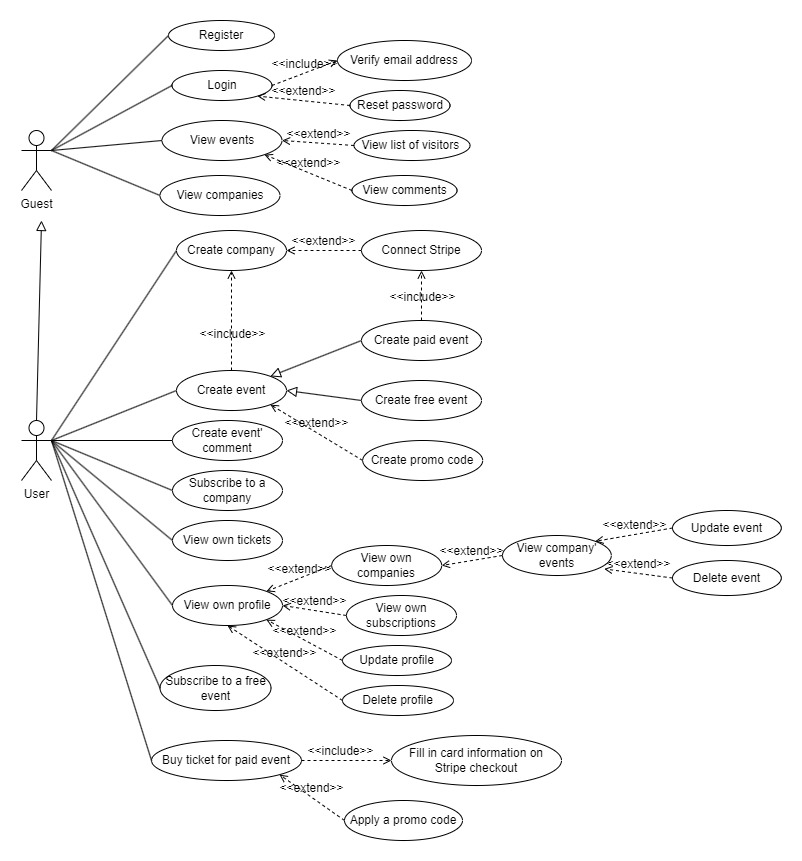 Register
Login
<<include>>
Verify email address
<<extend>>
Reset password
View events
<<extend>>
View list of visitors
<<extend>>
View comments
View companies
Guest
Create company
<<extend>>
Connect Stripe
<<include>>
<<include>>
Create paid event
Create event
Create free event
<<extend>>
Create promo code
Create event'
comment
User
Subscribe to a
company
View own tickets
View own profile
<<extend>>
View own
companies
<<extend>>
View company'
events
<<extend>>
Update event
<<extend>>
Delete event
<<extend>>
View own
subscriptions
<<extend>>
Update profile
<<extend>>
Delete profile
Subscribe to a free
event
Buy ticket for paid event
<<include>>
Fill in card information on
Stripe checkout
<<extend>>
Apply a promo code